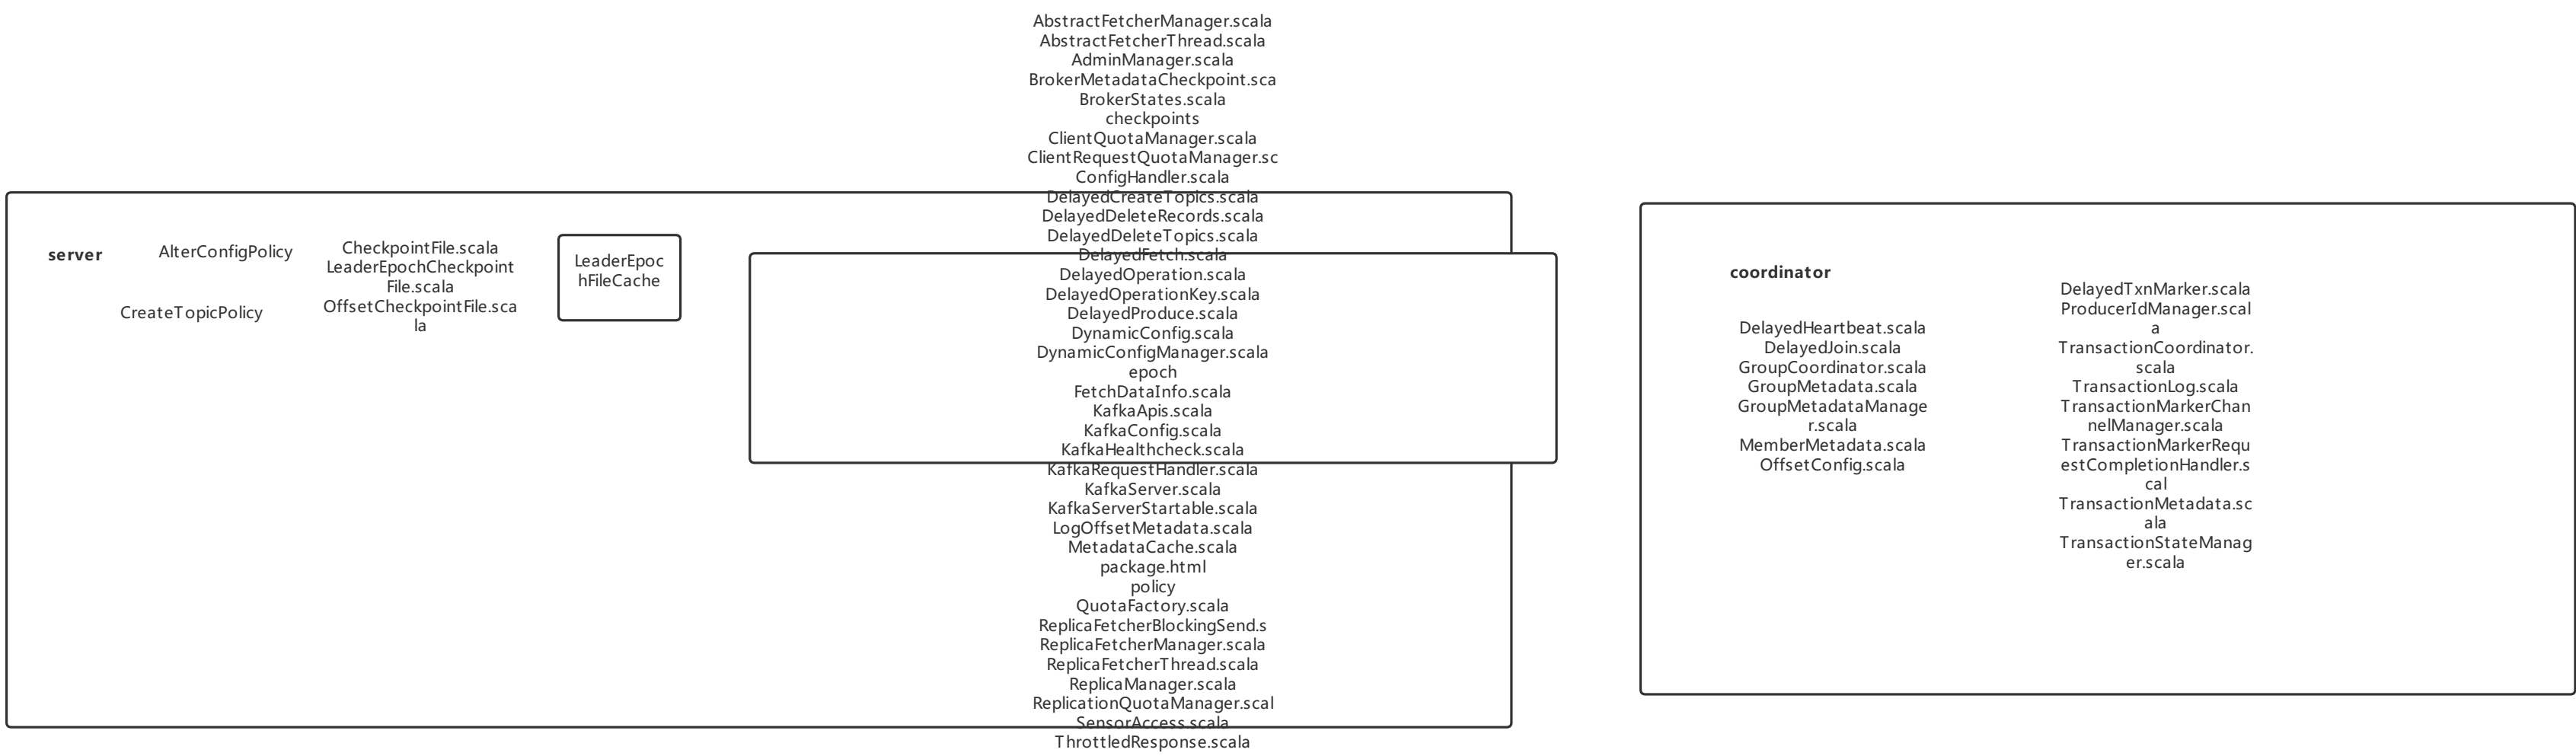 server
AlterConfigPolicy
CreateTopicPolicy
CheckpointFile.scala
LeaderEpochCheckpoint
File.scala
OffsetCheckpointFile.sca
la
LeaderEpoc
hFileCache
AbstractFetcherManager.scala
AbstractFetcherThread.scala
AdminManager.scala
BrokerMetadataCheckpoint.sca
BrokerStates.scala
checkpoints
ClientQuotaManager.scala
ClientRequestQuotaManager.sc
ConfigHandler.scala
DelayedCreateTopics.scala
DelayedDeleteRecords.scala
DelayedDeleteTopics.scala
DelayedFetch.scala
DelayedOperation.scala
DelayedOperationKey.scala
DelayedProduce.scala
DynamicConfig.scala
DynamicConfigManager.scala
epoch
FetchDataInfo.scala
KafkaApis.scala
KafkaConfig.scala
KafkaHealthcheck.scala
KafkaRequestHandler.scala
KafkaServer.scala
KafkaServerStartable.scala
LogOffsetMetadata.scala
MetadataCache.scala
package.html
policy
QuotaFactory.scala
ReplicaFetcherBlockingSend.s
ReplicaFetcherManager.scala
ReplicaFetcherThread.scala
ReplicaManager.scala
ReplicationQuotaManager.scal
SensorAccess.scala
ThrottledResponse.scala
coordinator
DelayedHeartbeat.scala
DelayedJoin.scala
GroupCoordinator.scala
GroupMetadata.scala
GroupMetadataManage
r.scala
MemberMetadata.scala
OffsetConfig.scala
DelayedTxnMarker.scala
ProducerIdManager.scal
a
TransactionCoordinator.
scala
TransactionLog.scala
TransactionMarkerChan
nelManager.scala
TransactionMarkerRequ
estCompletionHandler.s
cal
TransactionMetadata.sc
ala
TransactionStateManag
er.scala